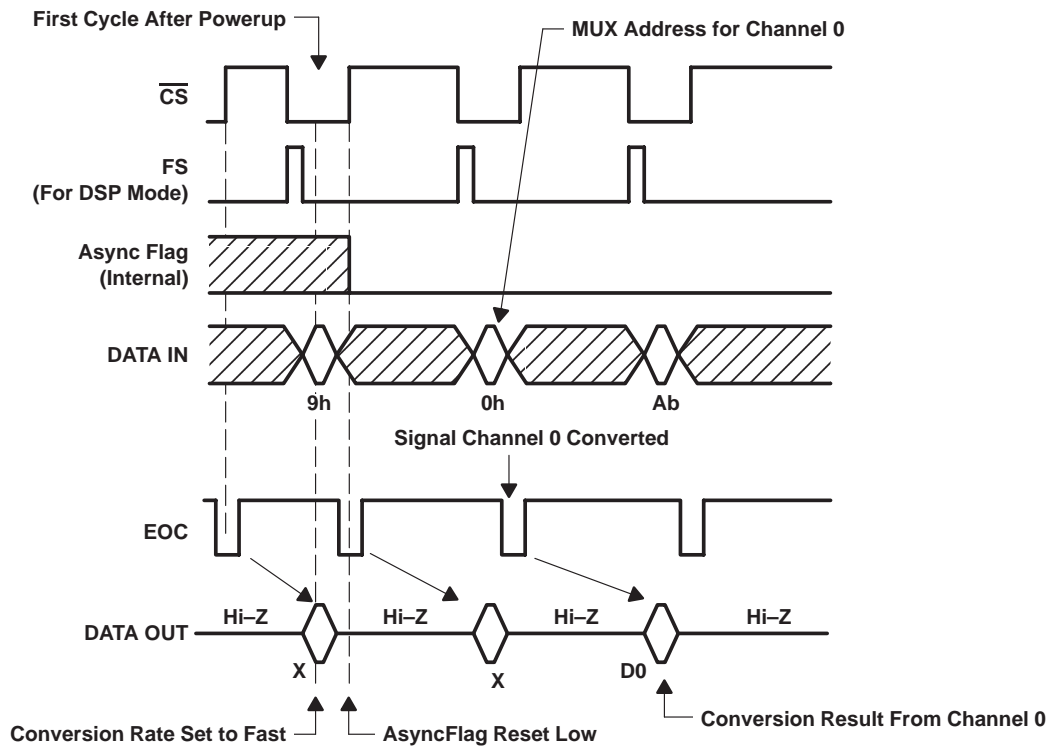 First Cycle After Powerup
MUX Address for Channel 0
CS
FS
(For DSP Mode)
Async Flag
(Internal)
DATA IN
9h
0h
Ab
Signal Channel 0 Converted
EOC
Hi–Z
Hi–Z
Hi–Z
Hi–Z
DATA OUT
X
X
D0
Conversion Rate Set to Fast
AsyncFlag Reset Low
Conversion Result From Channel 0